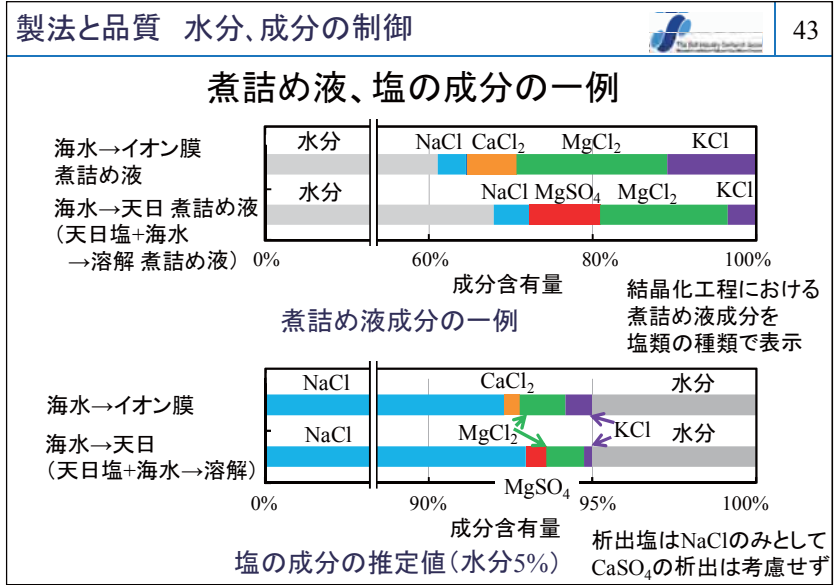 製法と品質　水分、成分の制御
43
煮詰め液、塩の成分の一例
海水→イオン膜
煮詰め液
水分
NaCl CaCl₂ MgCl₂ KCl
海水→天日 煮詰め液
（天日塩+海水
→溶解 煮詰め液）
水分
NaCl MgSO₄ MgCl₂ KCl
0% 60% 80% 100%
成分含有量
煮詰め液成分の一例
結晶化工程における
煮詰め液成分を
塩類の種類で表示
海水→イオン膜
NaCl CaCl₂ 水分
海水→天日
（天日塩+海水→溶解）
NaCl MgCl₂ KCl 水分
MgSO₄
0% 90% 95% 100%
成分含有量
塩の成分の推定値（水分5%）
析出塩はNaClのみとして
CaSO₄の析出は考慮せず